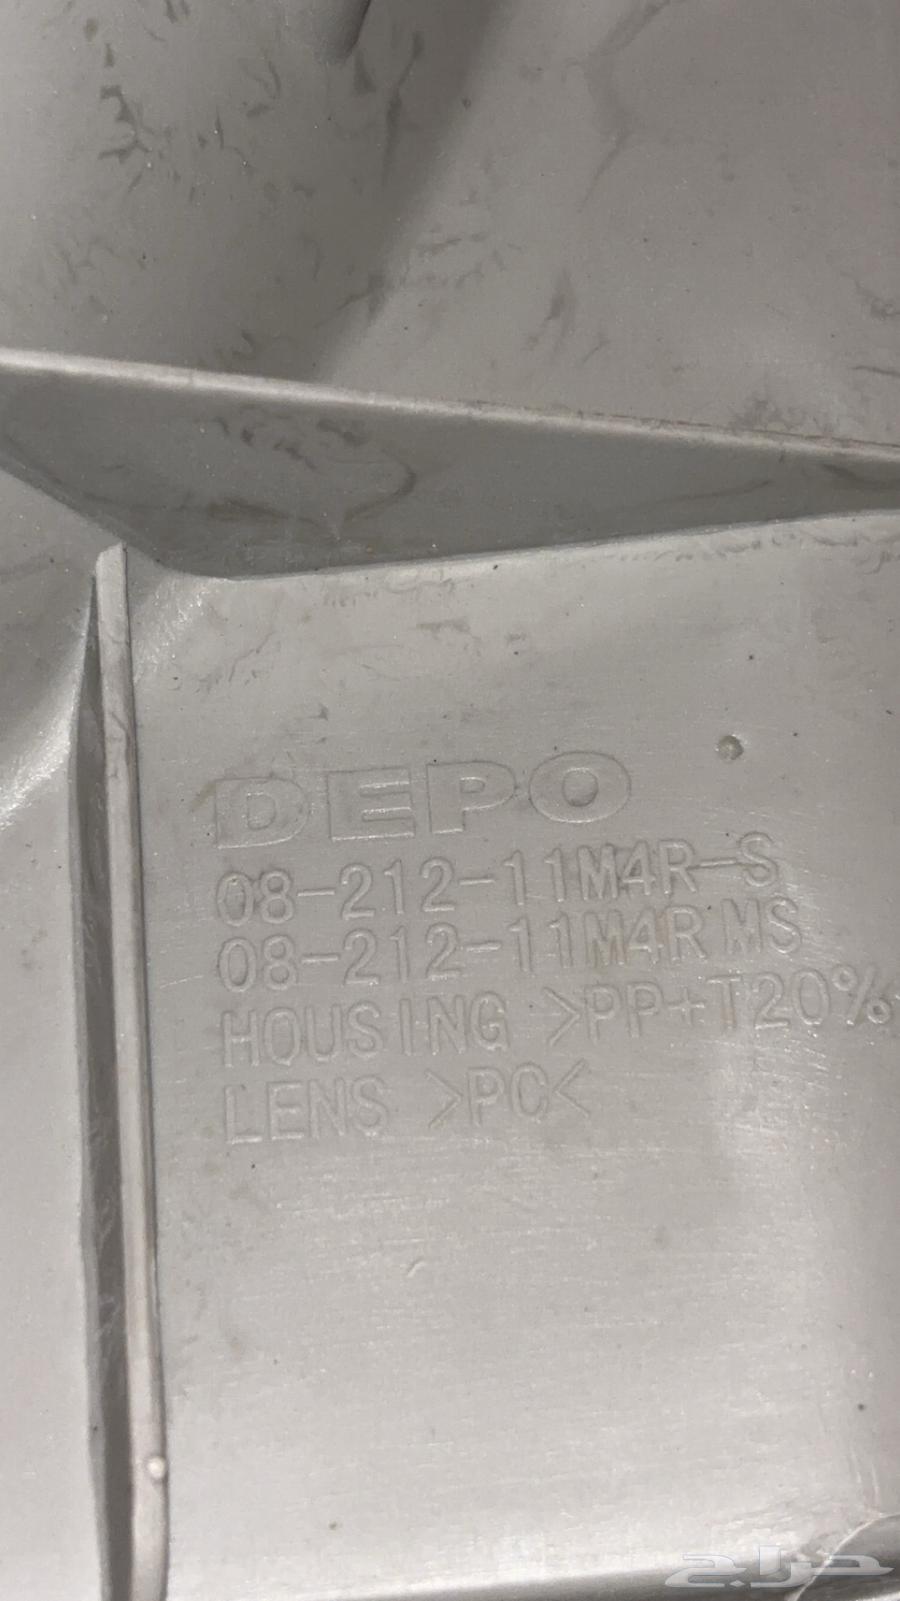 DEPO
08-212-11M4R-S
08-212-11M4R MS
HOUSING >PP+T20%
LENS >PC<
حراج